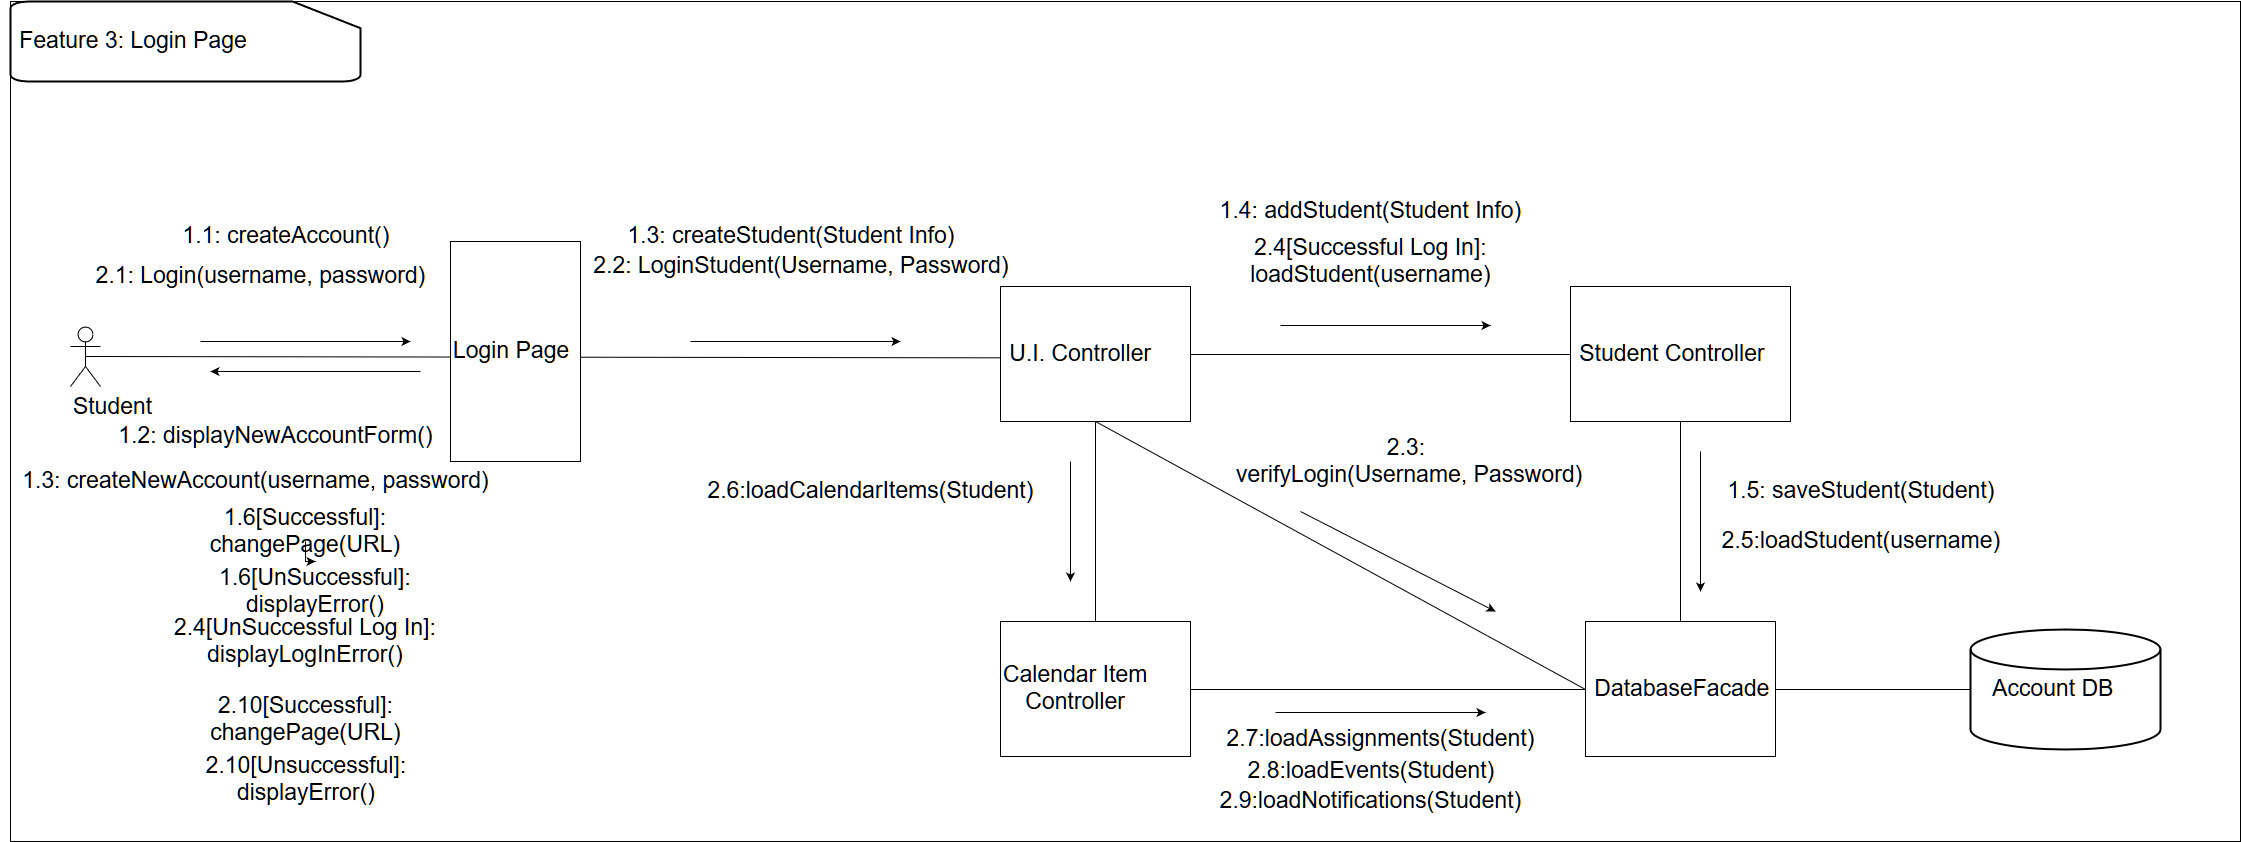 Feature 3: Login Page
1.1: createAccount()
2.1: Login(username, password)
Student
1.2: displayNewAccountForm()
1.3: createNewAccount(username, password)
1.6[Successful]:
changePage(URL)
1.6[UnSuccessful]:
displayError()
2.4[UnSuccessful Log In]:
displayLogInError()
2.10[Successful]:
changePage(URL)
2.10[Unsuccessful]:
displayError()
Login Page
1.3: createStudent(Student Info)
2.2: LoginStudent(Username, Password)
U.I. Controller
1.4: addStudent(Student Info)
2.4[Successful Log In]:
loadStudent(username)
Student Controller
2.6:loadCalendarItems(Student)
2.3:
verifyLogin(Username, Password)
1.5: saveStudent(Student)
2.5:loadStudent(username)
Calendar Item
Controller
2.7:loadAssignments(Student)
2.8:loadEvents(Student)
2.9:loadNotifications(Student)
DatabaseFacade
Account DB